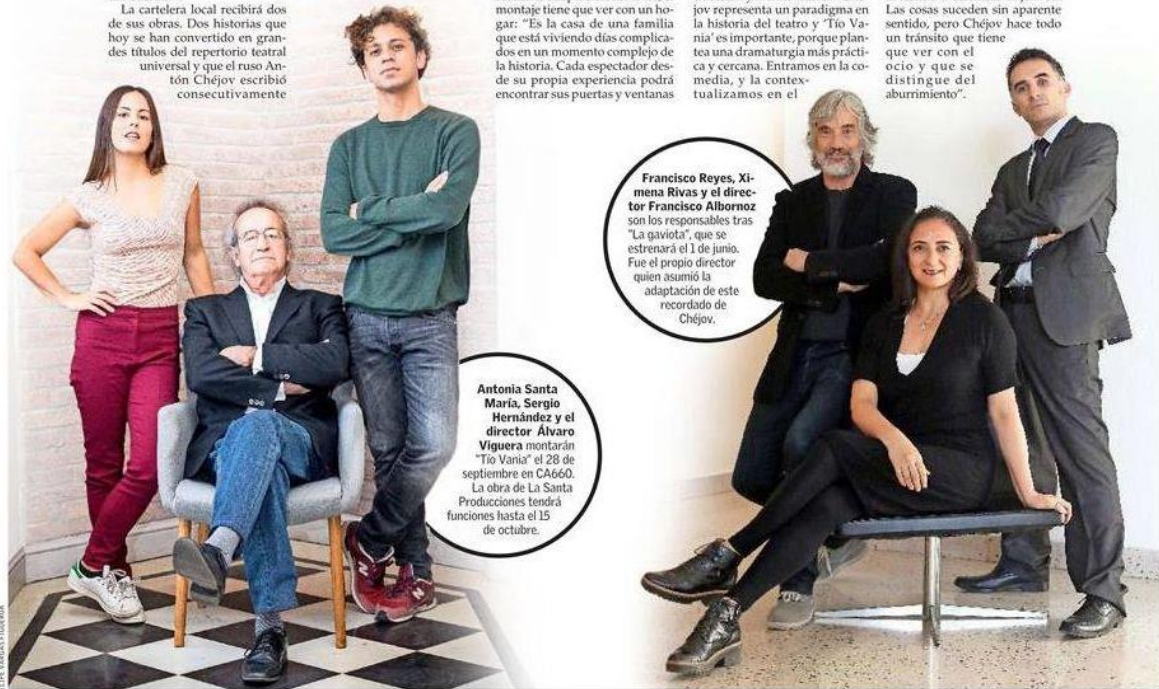 La cartelera local recibirá dos
de sus obras. Dos historias que
hoy se han convertido en gran-
des títulos del repertorio teatral
universal y que el ruso An-
tón Chéjov escribió
consecutivamente
montaje tiene que ver con un ho-
gar: "Es la casa de una familia
que está viviendo días complica-
dos en un momento complejo de
la historia. Cada espectador des-
de su propia experiencia podrá
encontrar sus puertas y ventanas
jov representa un paradigma en
la historia del teatro y 'Tío Va-
nia' es importante, porque plan-
tea una dramaturgia más prácti-
ca y cercana. Entramos en la co-
media, y la contex-
tualizamos en el
Las cosas suceden sin aparente
sentido, pero Chéjov hace todo
un tránsito que tiene
que ver con el
ocio y que se
distingue del
aburrimiento".
Francisco Reyes, Xi-
mena Rivas y el direc-
tor Francisco Albornoz
son los responsables tras
"La gaviota", que se
estrenará el 1 de junio.
Fue el propio director
quien asumió la
adaptación de este
recordado de
Chéjov.
Antonia Santa
María, Sergio
Hernández y el
director Álvaro
Viguera montarán
"Tío Vania" el 28 de
septiembre en CA660.
La obra de La Santa
Producciones tendrá
funciones hasta el 15
de octubre.
VARGAS FIGUEROA